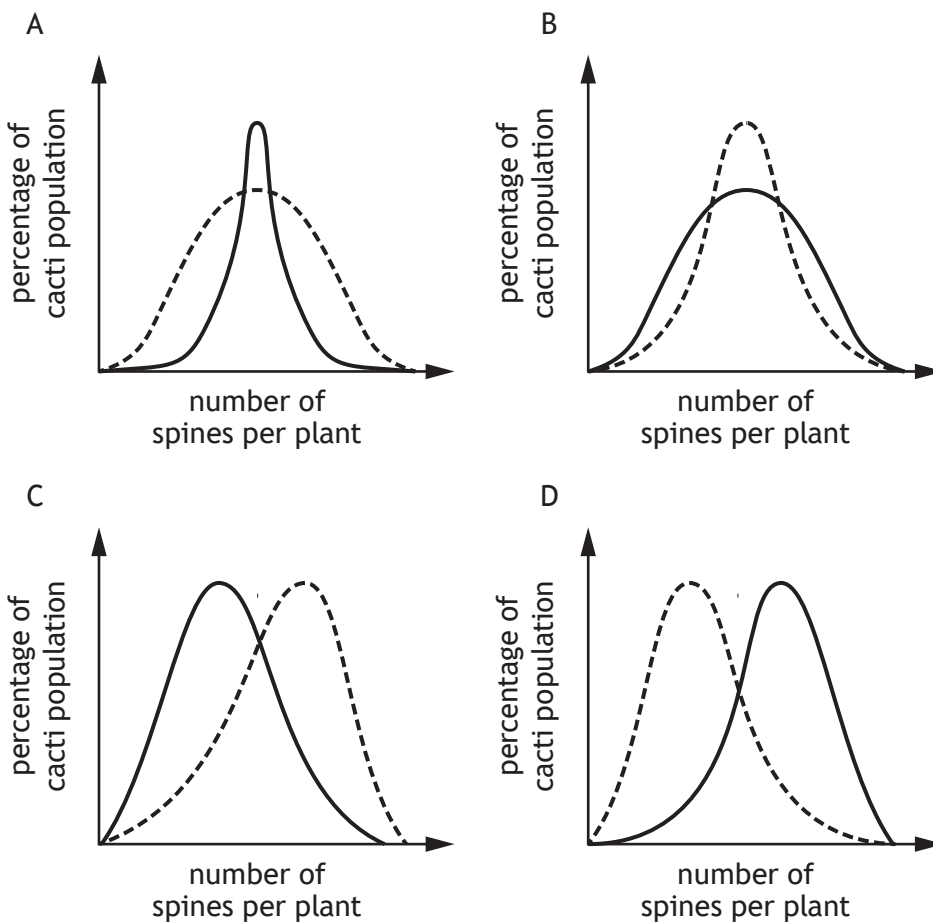 A
percentage of
cacti population
number of
spines per plant
B
percentage of
cacti population
number of
spines per plant
C
percentage of
cacti population
number of
spines per plant
D
percentage of
cacti population
number of
spines per plant